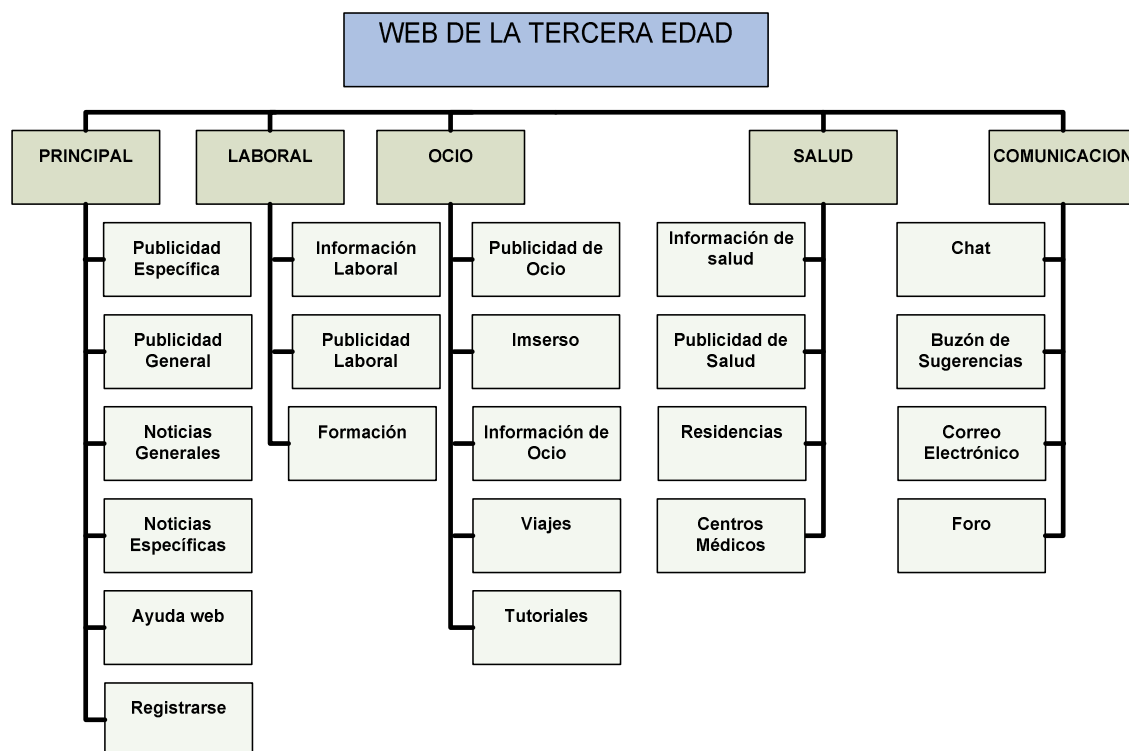 WEB DE LA TERCERA EDAD
PRINCIPAL
LABORAL
OCIO
SALUD
COMUNICACION
Publicidad
Específica
Publicidad
General
Noticias
Generales
Noticias
Específicas
Ayuda web
Registrarse
Información
Laboral
Publicidad
Laboral
Formación
Publicidad de
Ocio
Imserso
Información de
Ocio
Viajes
Tutoriales
Información de
salud
Publicidad de
Salud
Residencias
Centros
Médicos
Chat
Buzón de
Sugerencias
Correo
Electrónico
Foro